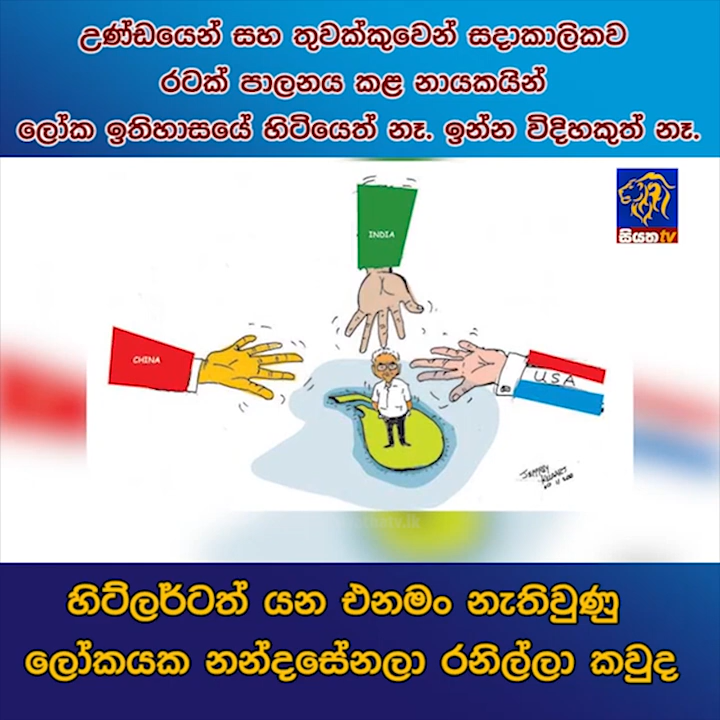 උණ්ඩයෙන් සහ තුවක්කුවෙන් සදාකාලිකව
රටක් පාලනය කළ නායකයින්
ලෝක ඉතිහාසයේ හිටියෙත් නෑ. ඉන්න විදිහකුත් නෑ.
සියත tv
INDIA
CHINA
USA
හිට්ලර්ටත් යන එනමං නැතිවුණු
ලෝකයක නන්දසේනලා රනිල්ලා කවුද